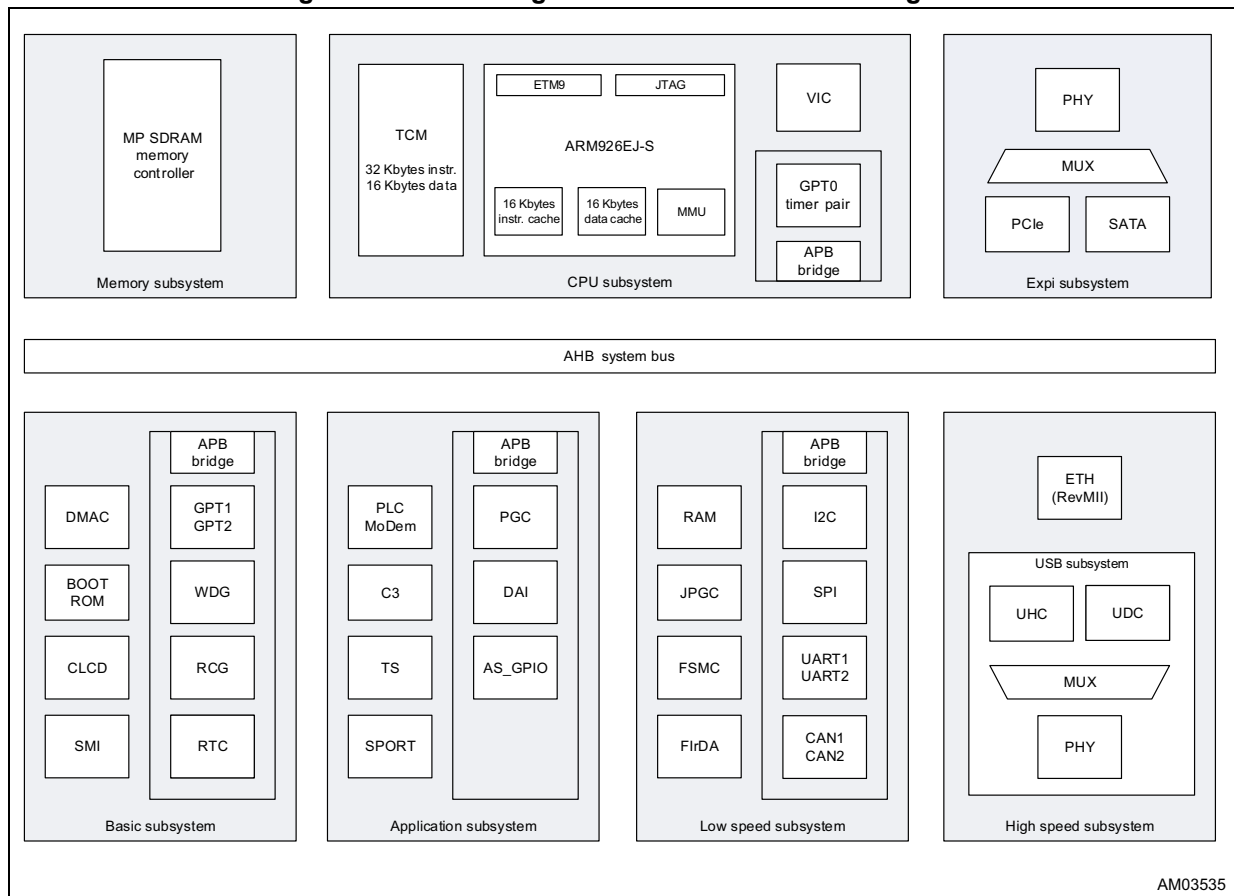 MP SDRAM
memory
controller
Memory subsystem
TCM
32 Kbytes instr.
16 Kbytes data
ETM9
JTAG
ARM926EJ-S
16 Kbytes
instr. cache
16 Kbytes
data cache
MMU
VIC
GPT0
timer pair
APB
bridge
CPU subsystem
PHY
MUX
PCIe
SATA
Expi subsystem
AHB system bus
DMAC
BOOT
ROM
CLCD
SMI
APB
bridge
GPT1
GPT2
WDG
RCG
RTC
Basic subsystem
PLC
MoDem
C3
TS
SPORT
APB
bridge
PGC
DAI
AS_GPIO
Application subsystem
RAM
JPGC
FSMC
FIrDA
APB
bridge
I2C
SPI
UART1
UART2
CAN1
CAN2
Low speed subsystem
ETH
(RevMII)
USB subsystem
UHC
UDC
MUX
PHY
High speed subsystem
AM03535